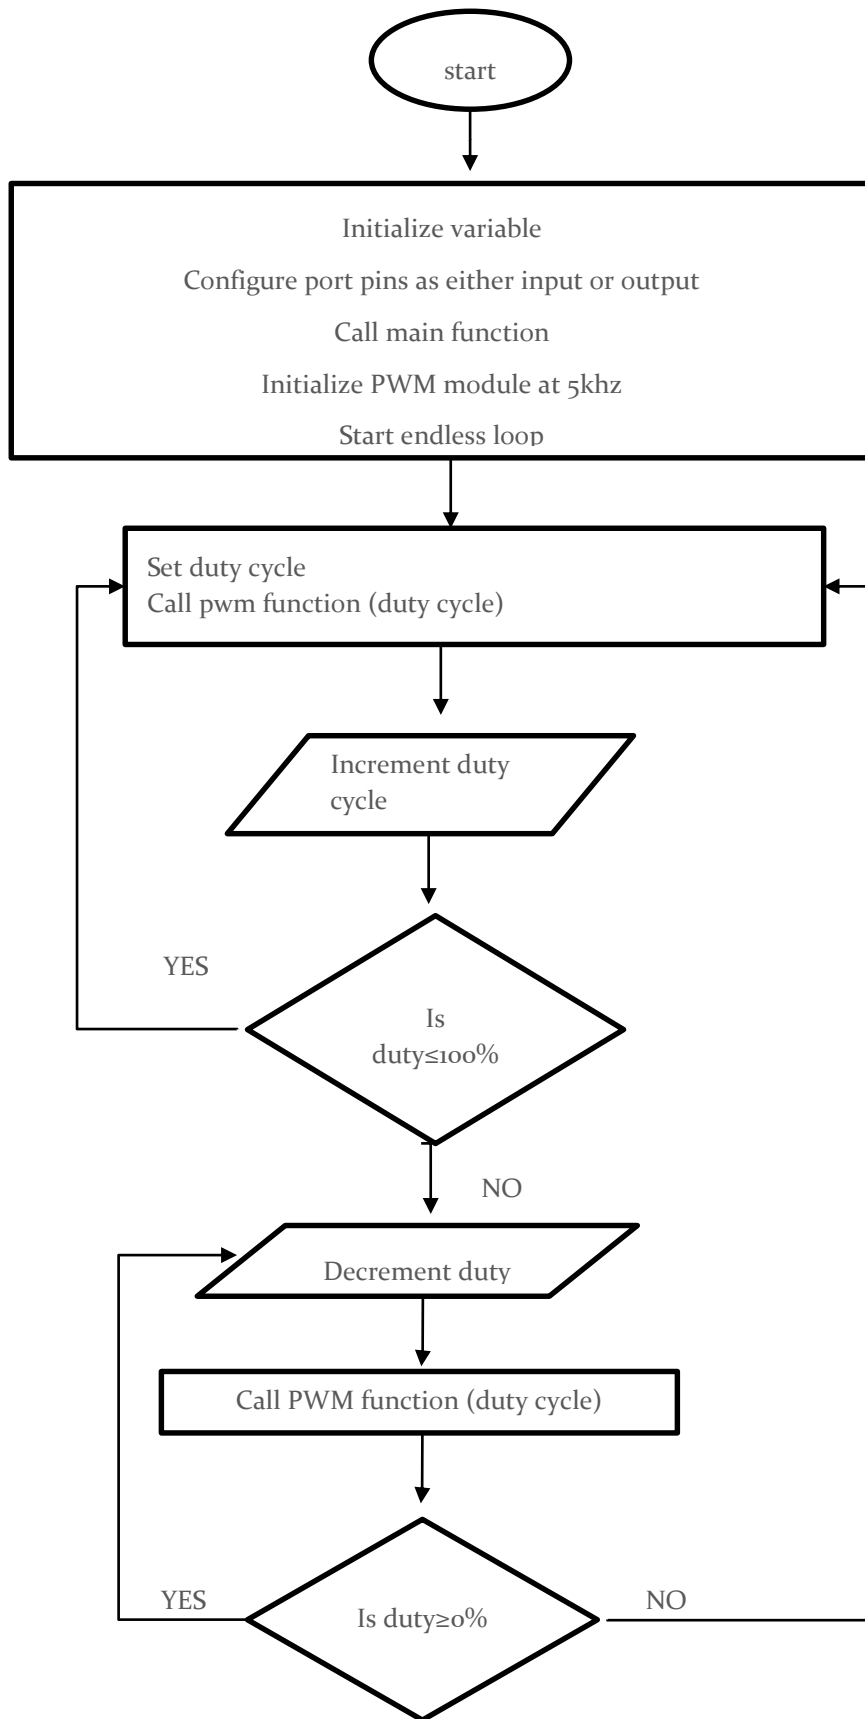 start
Initialize variable
Configure port pins as either input or output
Call main function
Initialize PWM module at 5khz
Start endless loop
Set duty cycle
Call pwm function (duty cycle)
Increment duty
cycle
YES
Is
duty≤100%
NO
Decrement duty
Call PWM function (duty cycle)
YES
Is duty≥0%
NO